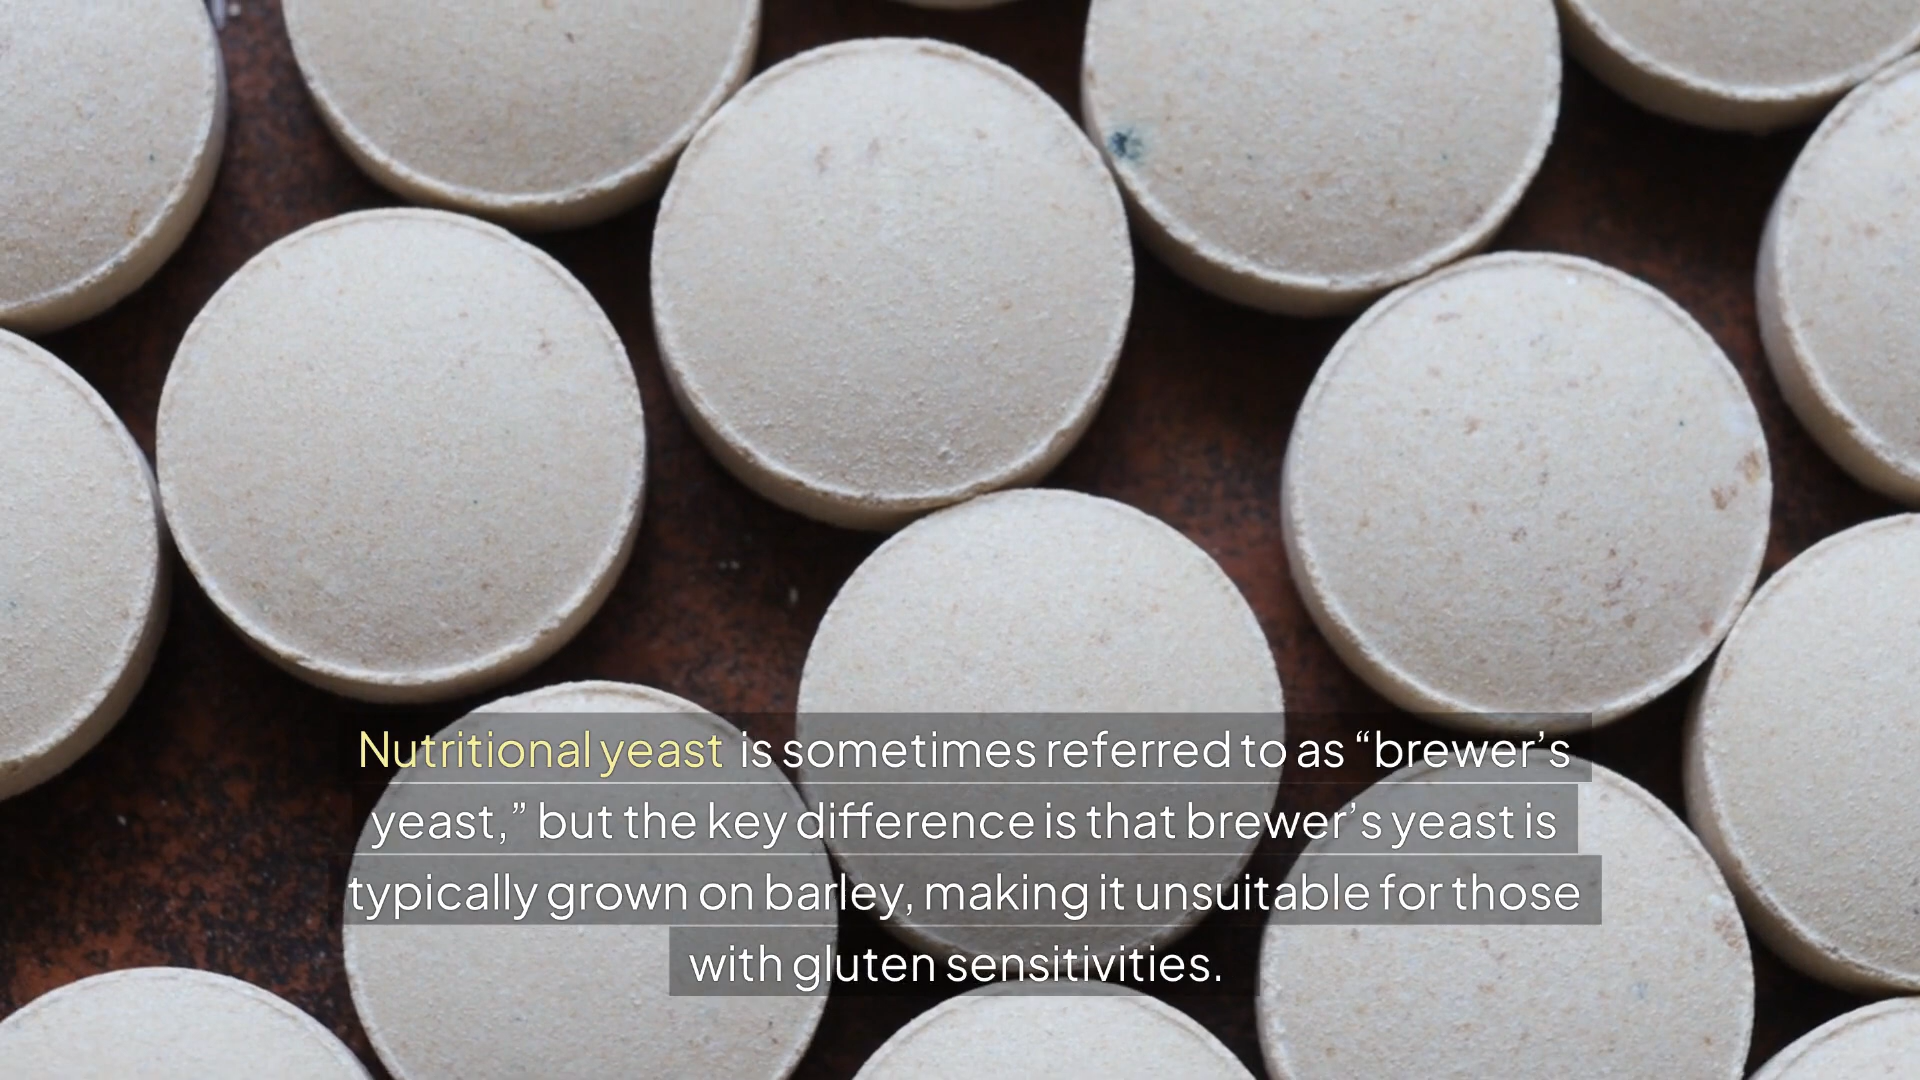 Nutritional yeast is sometimes referred to as “brewer’s
yeast,” but the key difference is that brewer’s yeast is
typically grown on barley, making it unsuitable for those
with gluten sensitivities.